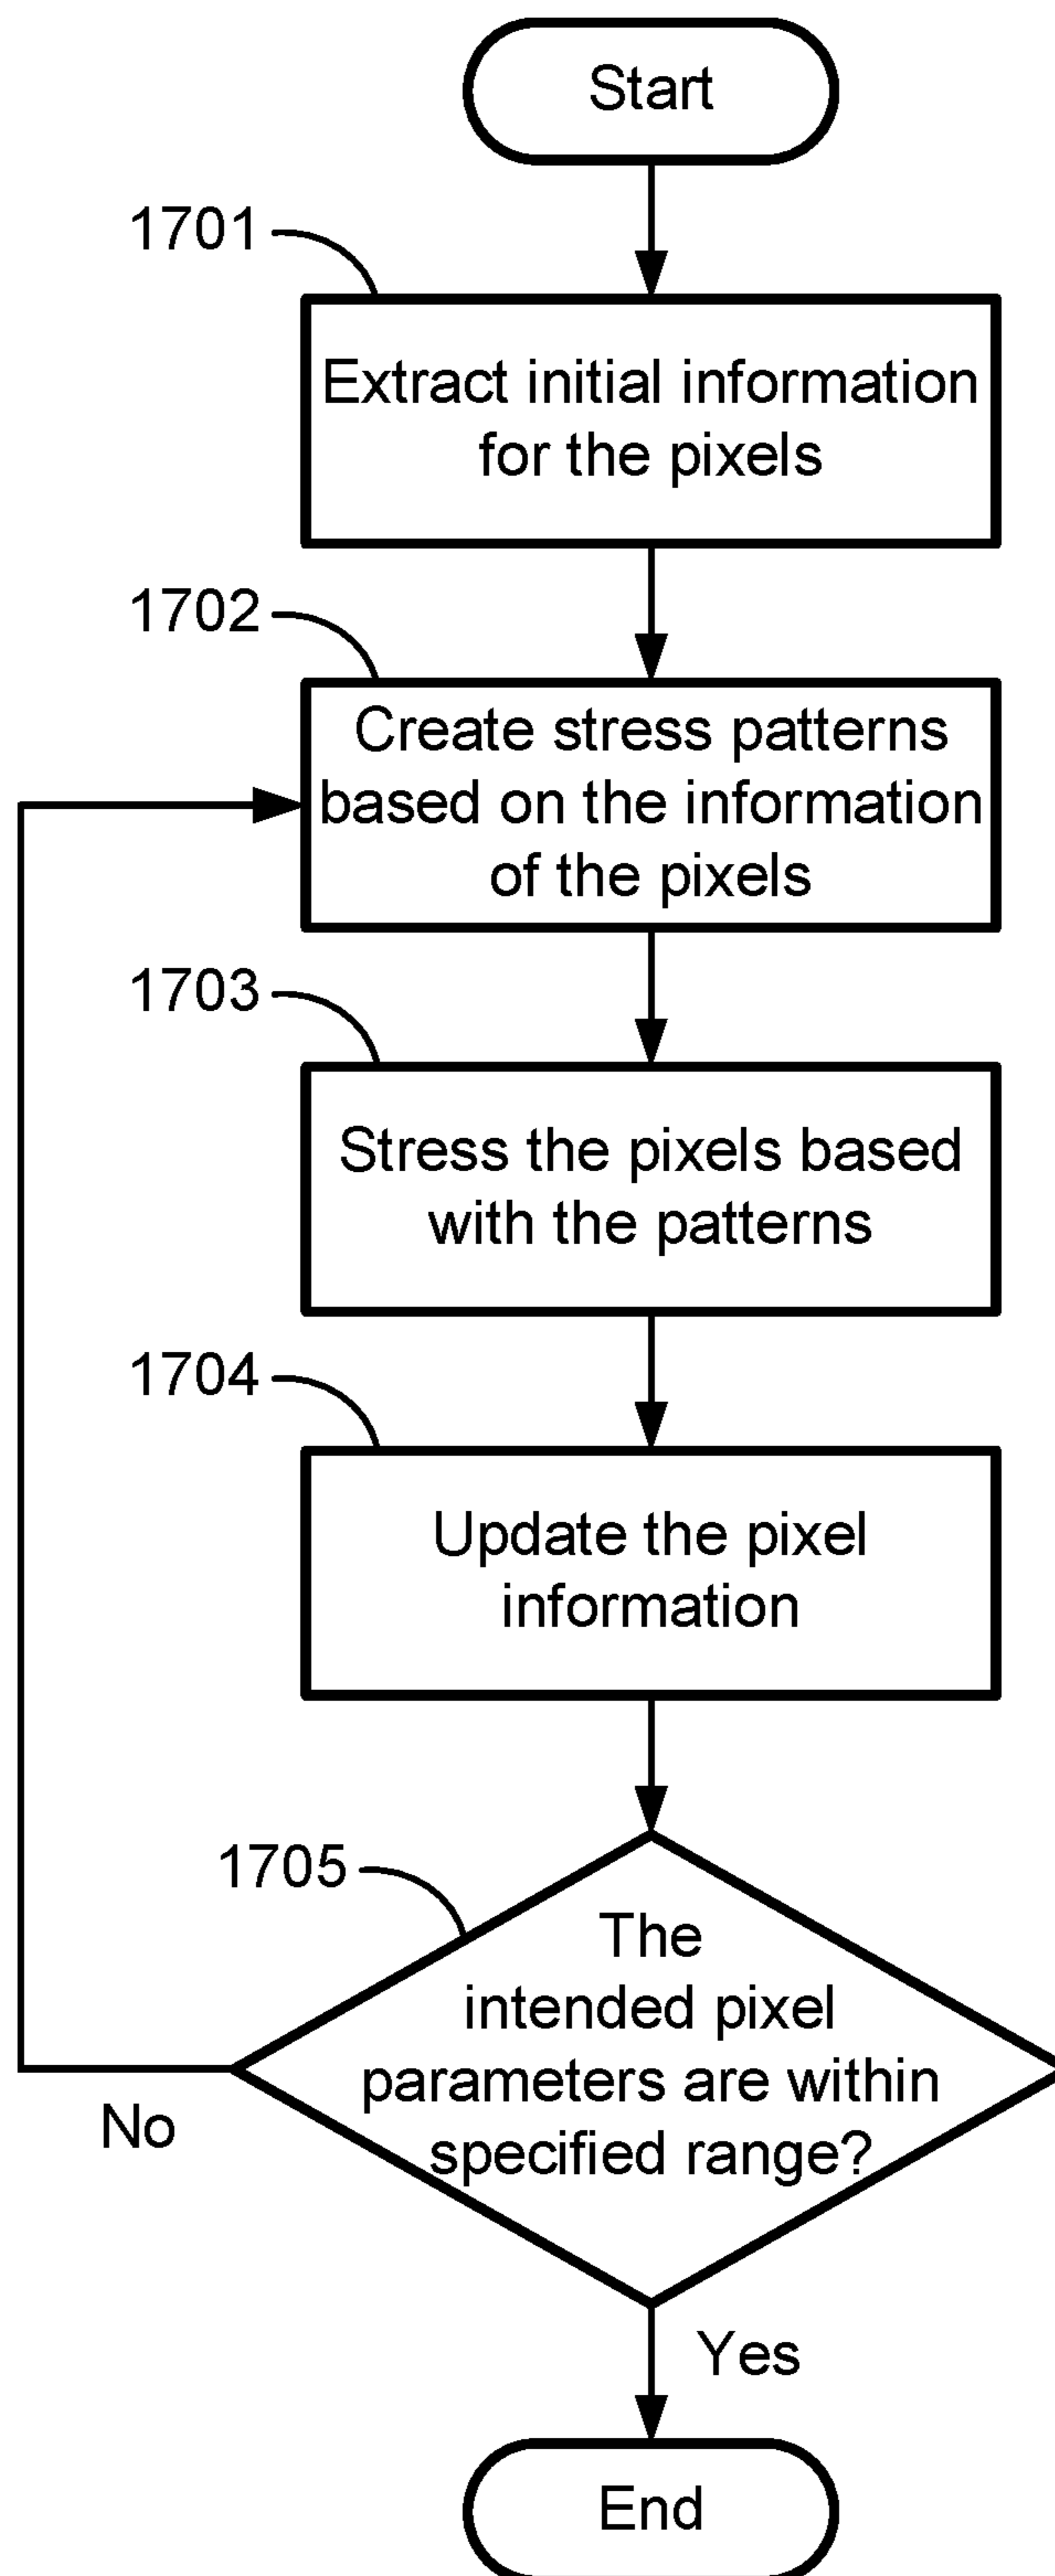 Start
1701
Extract initial information
for the pixels
1702
Create stress patterns
based on the information
of the pixels
1703
Stress the pixels based
with the patterns
1704
Update the pixel
information
1705
The
intended pixel
parameters are within
specified range?
No
Yes
End